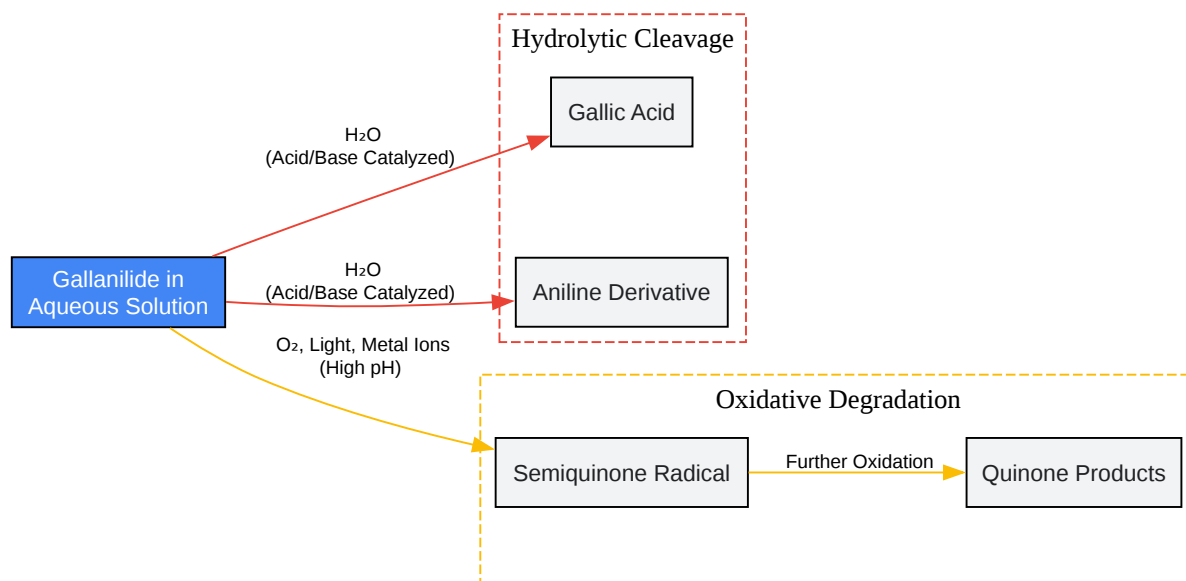 Hydrolytic Cleavage
Gallic Acid
H₂O
(Acid/Base Catalyzed)
Gallanilide in
Aqueous Solution
H₂O
(Acid/Base Catalyzed)
Aniline Derivative
O₂, Light, Metal Ions
(High pH)
Oxidative Degradation
Semiquinone Radical
Further Oxidation
Quinone Products